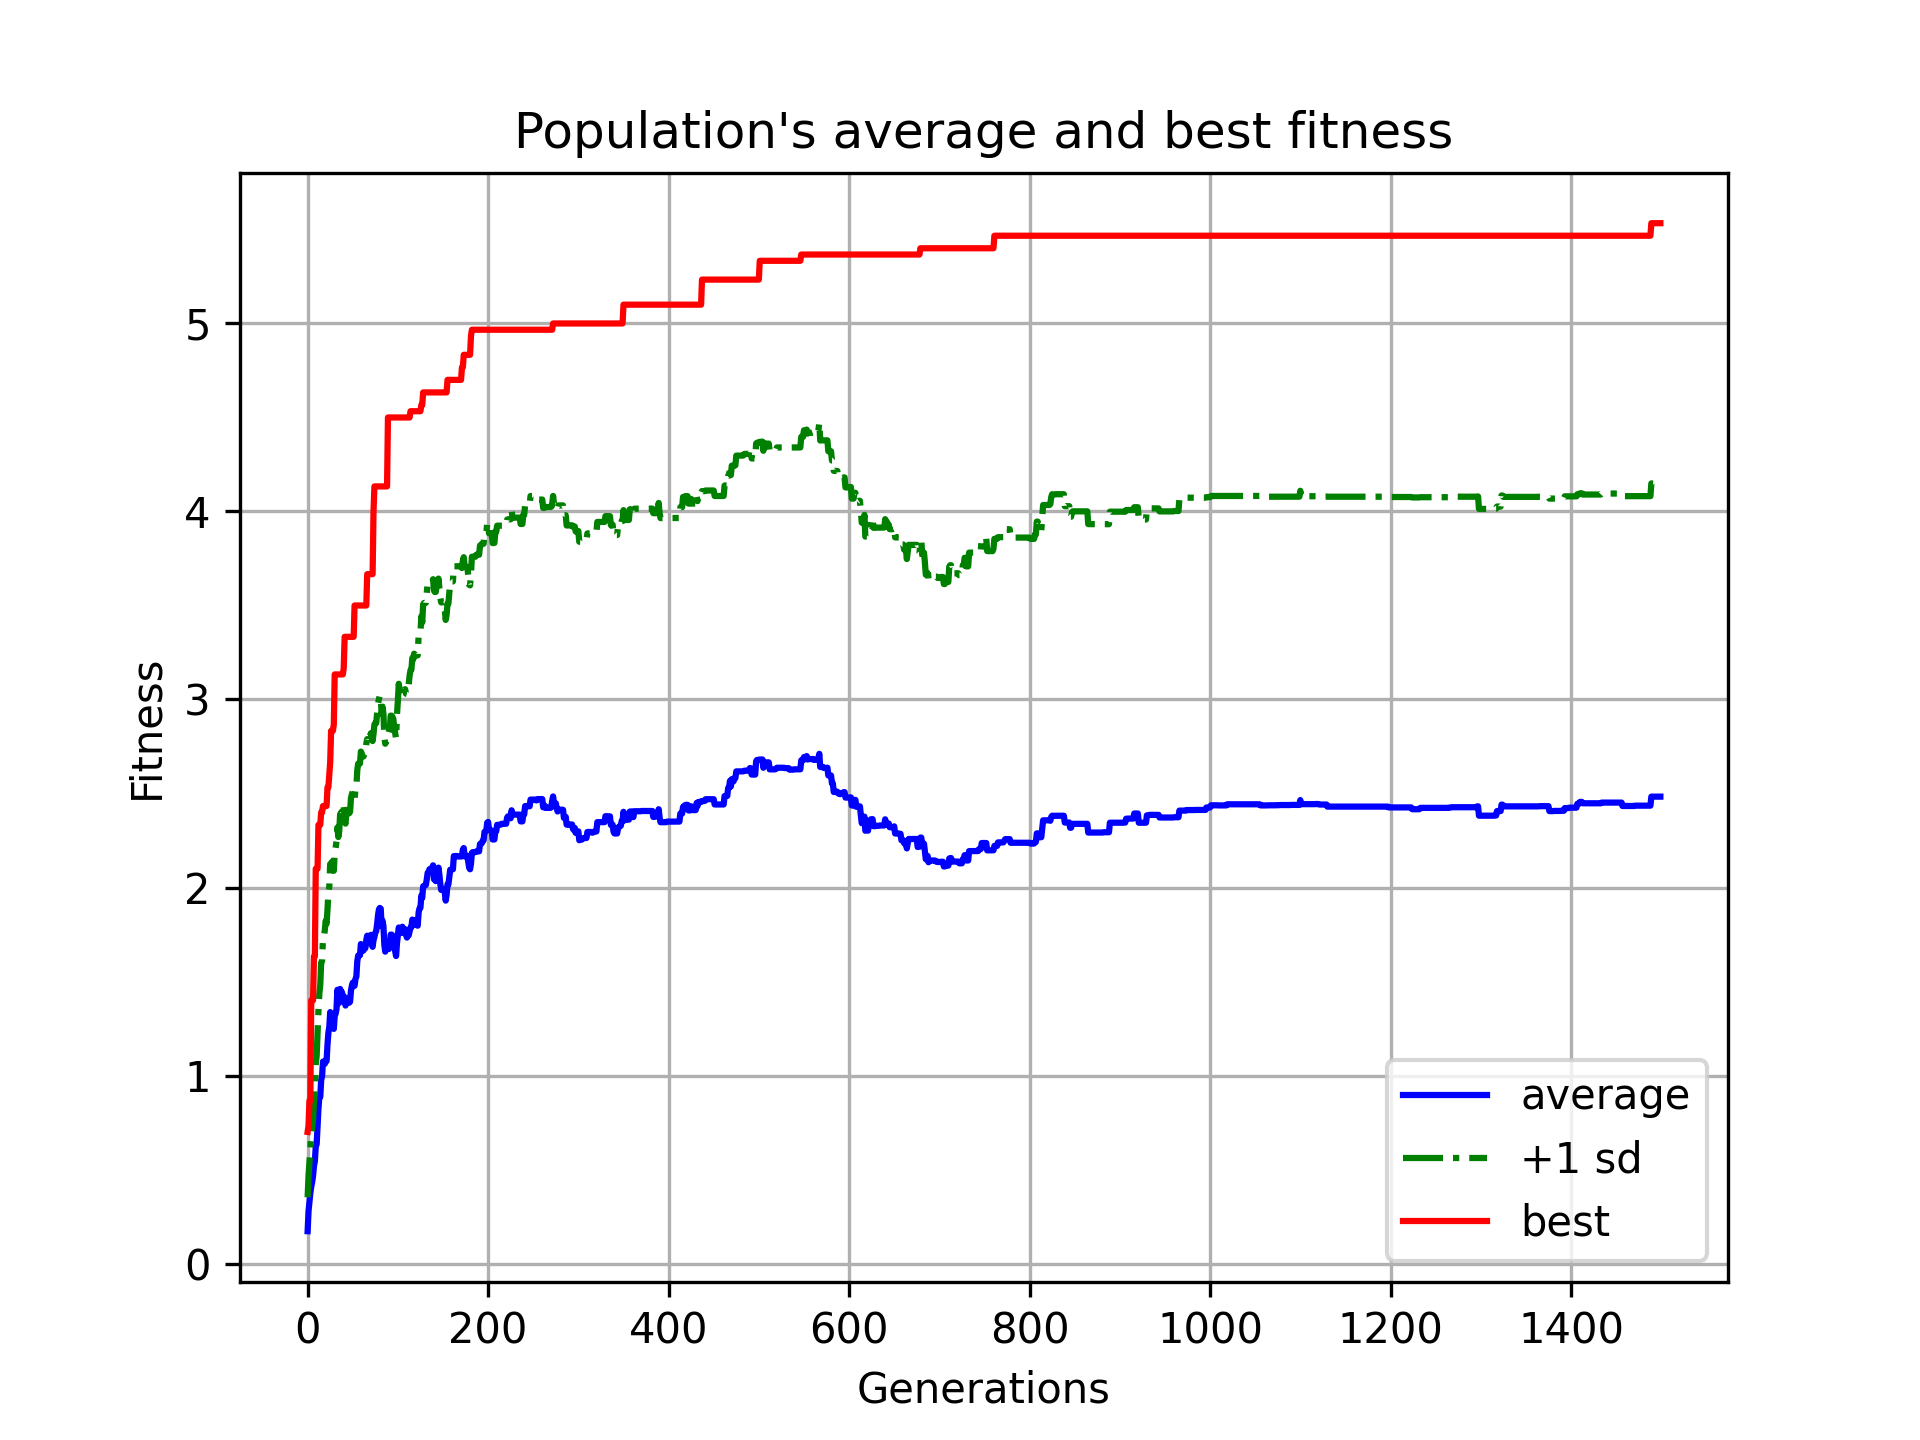 Population's average and best fitness
Fitness
5
4
3
2
1
0
0 200 400 600 800 1000 1200 1400
Generations
average
+1 sd
best